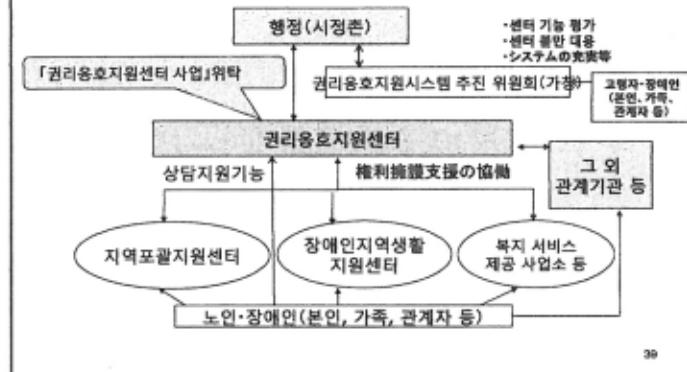 행정(시정촌)
·센터 기능 평가
·센터 불만 대응
·システムの充実等
「권리옹호지원센터 사업」위탁
권리옹호지원시스템 추진 위원회(가칭)
고령자·장애인
(본인, 가족,
관계자 등)
권리옹호지원센터
상담지원기능
権利擁護支援の協働
그 외
관계기관 등
지역포괄지원센터
장애인지역생활
지원센터
복지 서비스
제공 사업소 등
노인·장애인(본인, 가족, 관계자 등)
39